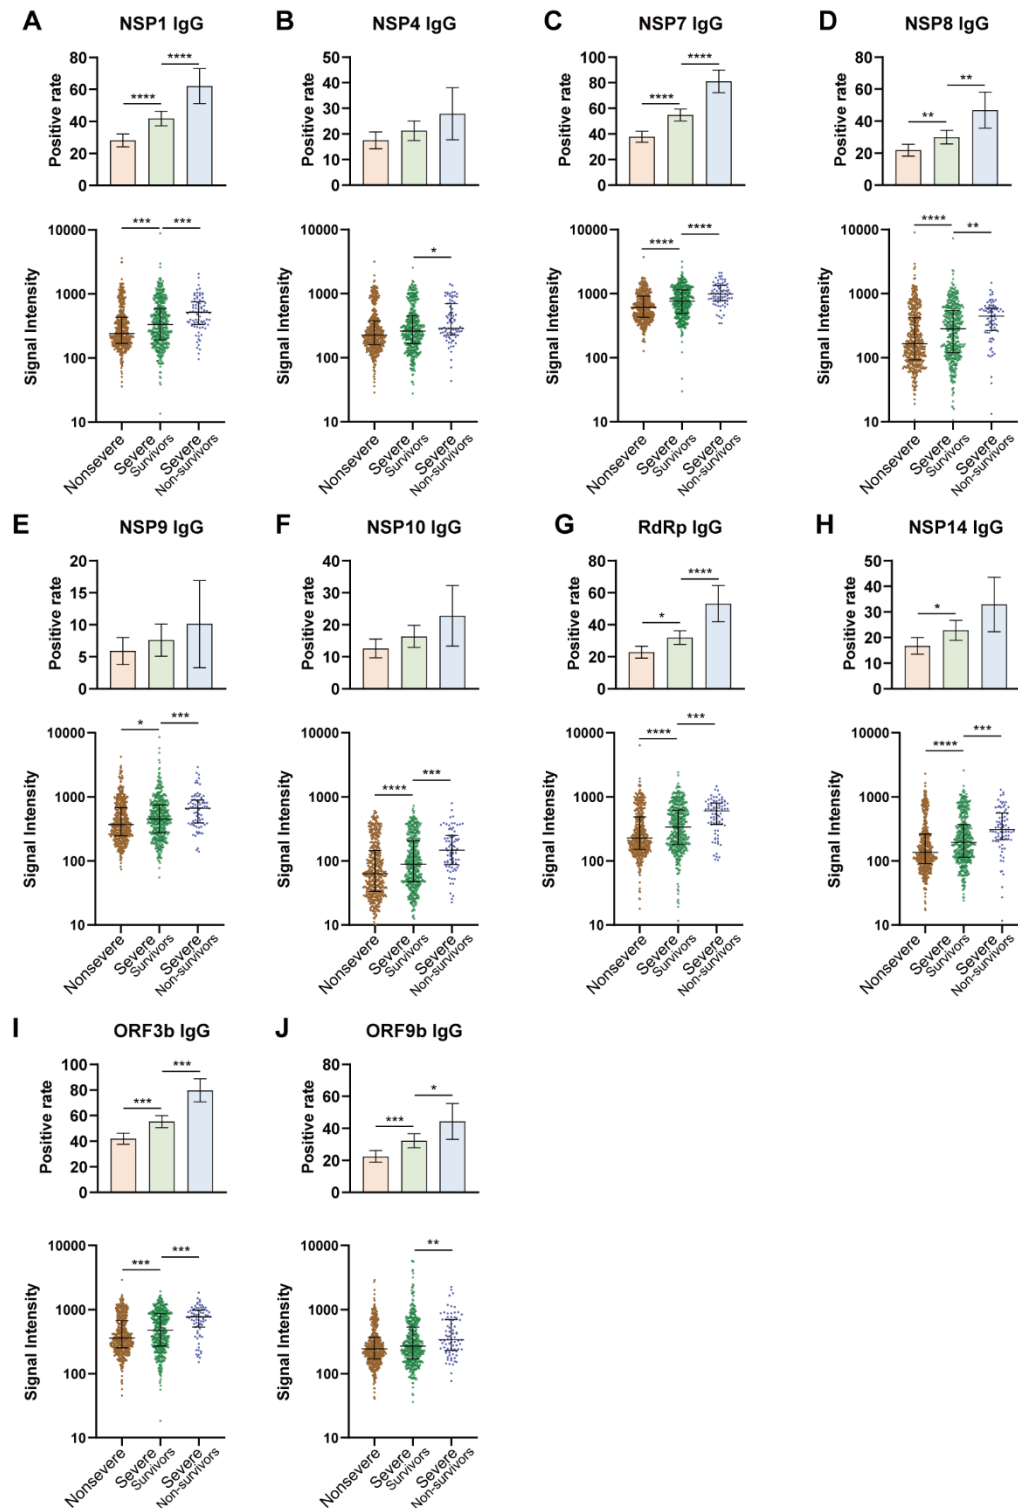 A NSP1 IgG
Positive rate
80
60
40
20
0
**** ****
Signal Intensity
10000
1000
100
10
*** ***
Nonsevere
Severe Survivors
Severe Non-survivors
B NSP4 IgG
Positive rate
50
40
30
20
10
0
Signal Intensity
10000
1000
100
10
*
Nonsevere
Severe Survivors
Severe Non-survivors
C NSP7 IgG
Positive rate
100
80
60
40
20
0
**** ****
Signal Intensity
10000
1000
100
10
**** ****
Nonsevere
Severe Survivors
Severe Non-survivors
D NSP8 IgG
Positive rate
80
60
40
20
0
** **
Signal Intensity
10000
1000
100
10
**** **
Nonsevere
Severe Survivors
Severe Non-survivors
E NSP9 IgG
Positive rate
20
15
10
5
0
Signal Intensity
10000
1000
100
10
* ***
Nonsevere
Severe Survivors
Severe Non-survivors
F NSP10 IgG
Positive rate
40
30
20
10
0
Signal Intensity
10000
1000
100
10
**** ***
Nonsevere
Severe Survivors
Severe Non-survivors
G RdRp IgG
Positive rate
80
60
40
20
0
* ****
Signal Intensity
10000
1000
100
10
**** ***
Nonsevere
Severe Survivors
Severe Non-survivors
H NSP14 IgG
Positive rate
50
40
30
20
10
0
*
Signal Intensity
10000
1000
100
10
**** ***
Nonsevere
Severe Survivors
Severe Non-survivors
I ORF3b IgG
Positive rate
100
80
60
40
20
0
*** ***
Signal Intensity
10000
1000
100
10
*** ***
Nonsevere
Severe Survivors
Severe Non-survivors
J ORF9b IgG
Positive rate
80
60
40
20
0
*** *
Signal Intensity
10000
1000
100
10
**
Nonsevere
Severe Survivors
Severe Non-survivors